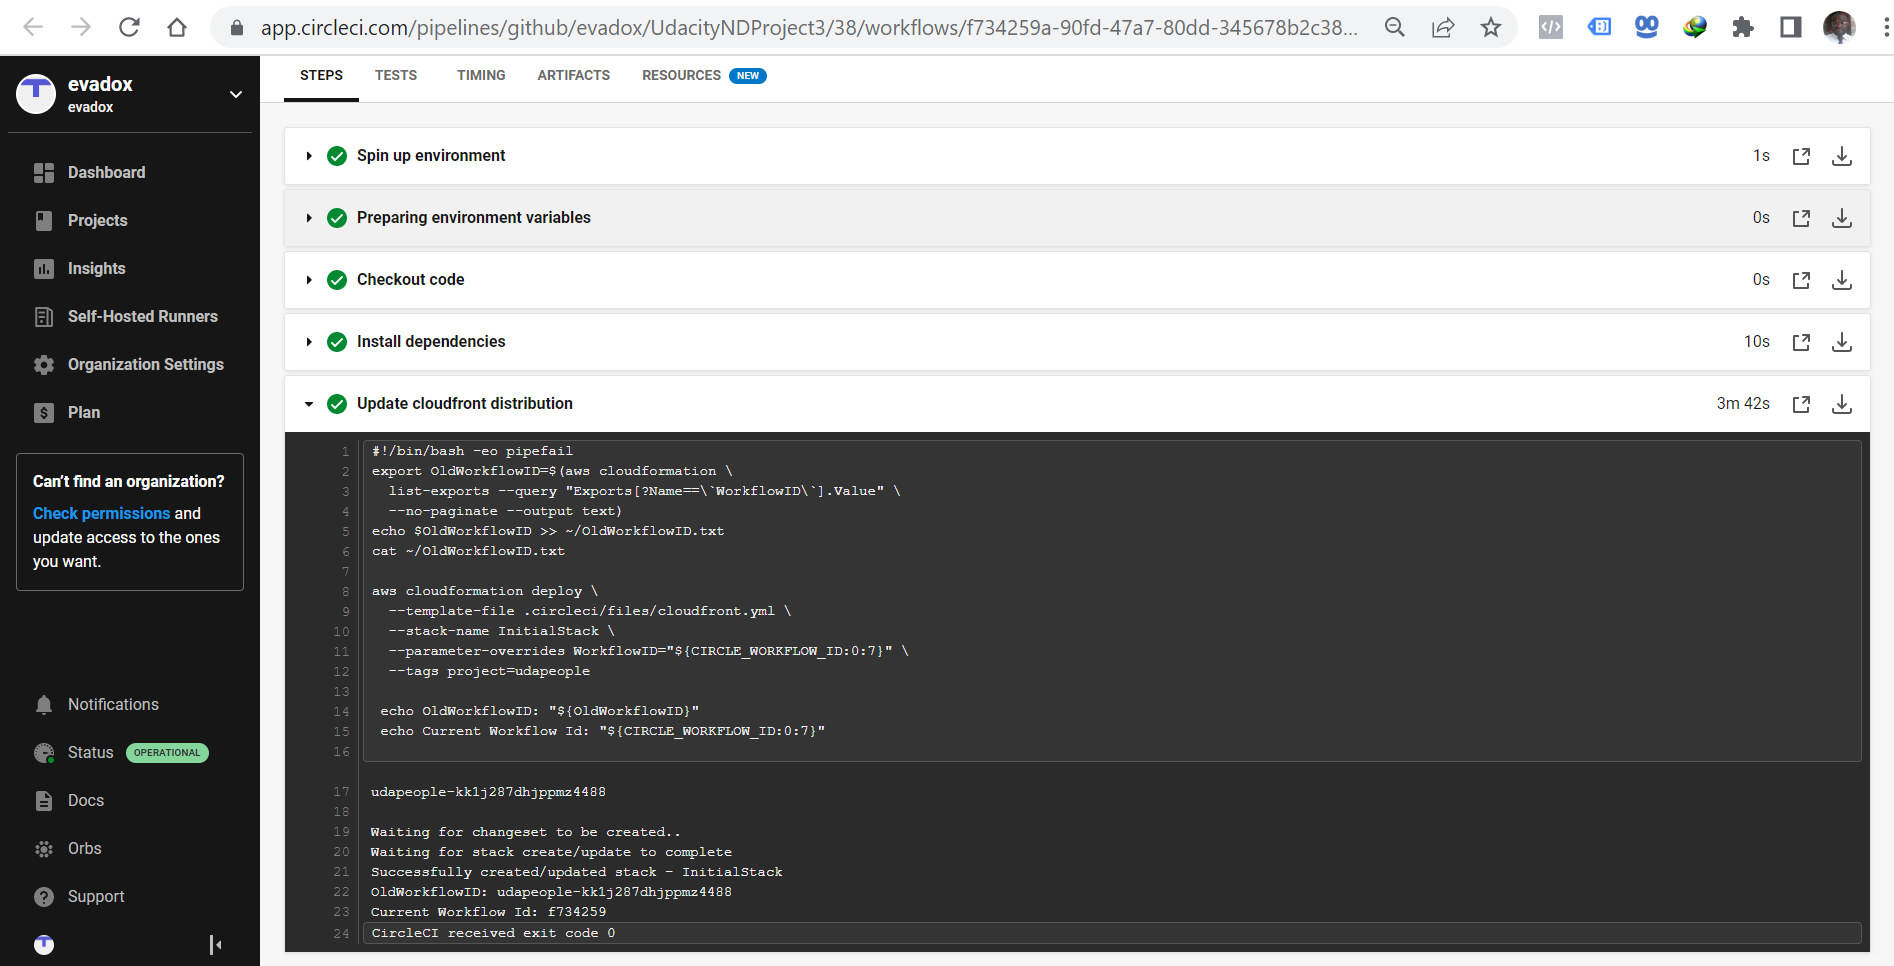 app.circleci.com/pipelines/github/evadox/UdacityNDProject3/38/workflows/f734259a-90fd-47a7-80dd-345678b2c38...
evadox
evadox
Dashboard
Projects
Insights
Self-Hosted Runners
Organization Settings
Plan
Can't find an organization?
Check permissions and
update access to the ones
you want.
Notifications
Status OPERATIONAL
Docs
Orbs
Support
STEPS TESTS TIMING ARTIFACTS RESOURCES NEW
Spin up environment 1s
Preparing environment variables 0s
Checkout code 0s
Install dependencies 10s
Update cloudfront distribution 3m 42s
1 #!/bin/bash -eo pipefail
2 export OldWorkflowID=$(aws cloudformation \
3 list-exports --query "Exports[?Name==\`WorkflowID\`].Value" \
4 --no-paginate --output text)
5 echo $OldWorkflowID >> ~/OldWorkflowID.txt
6 cat ~/OldWorkflowID.txt
7
8 aws cloudformation deploy \
9 --template-file .circleci/files/cloudfront.yml \
10 --stack-name InitialStack \
11 --parameter-overrides WorkflowID="${CIRCLE_WORKFLOW_ID:0:7}" \
12 --tags project=udapeople
13
14 echo OldWorkflowID: "${OldWorkflowID}"
15 echo Current Workflow Id: "${CIRCLE_WORKFLOW_ID:0:7}"
16
17 udapeople-kk1j287dhjppmz4488
18
19 Waiting for changeset to be created..
20 Waiting for stack create/update to complete
21 Successfully created/updated stack - InitialStack
22 OldWorkflowID: udapeople-kk1j287dhjppmz4488
23 Current Workflow Id: f734259
24 CircleCI received exit code 0